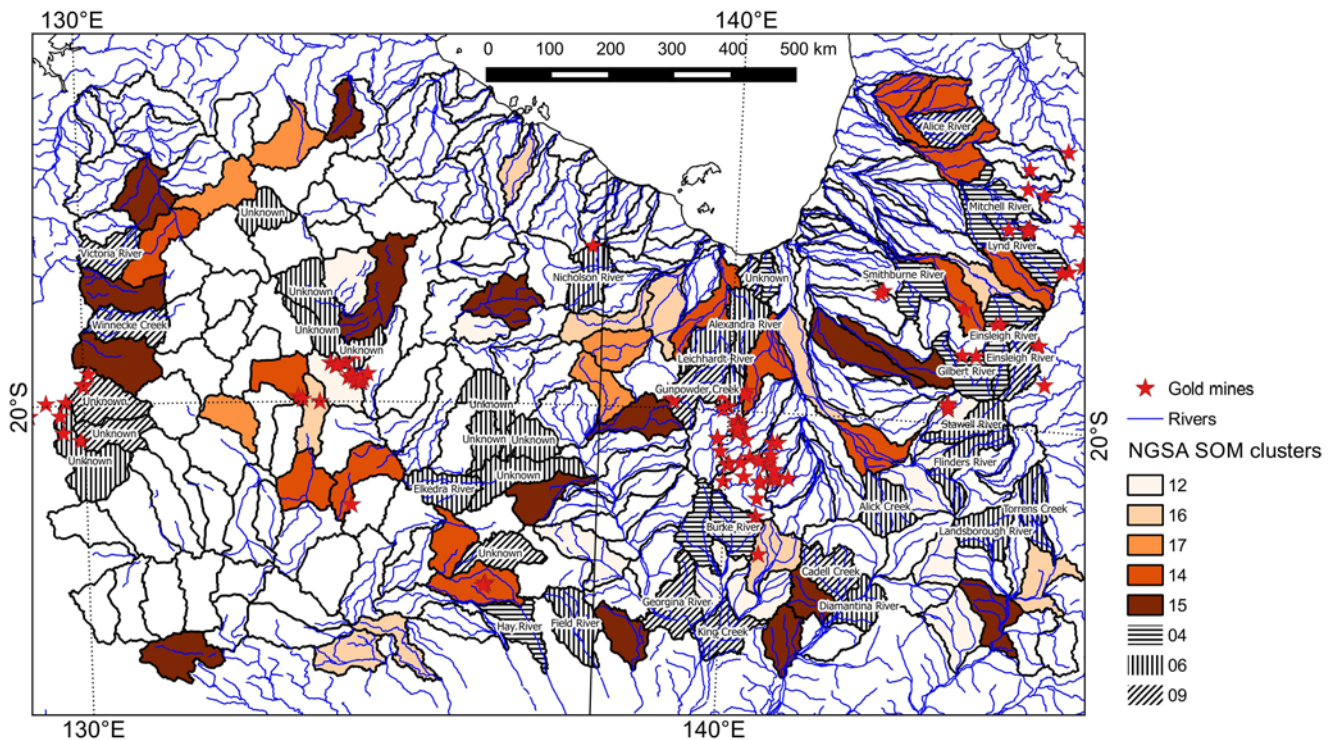 130°E
140°E
0 100 200 300 400 500 km
Alice River
Mitchell River
Unknown
Lynd River
Victoria River
Nicholson River
Smithburne River
Unknown
Unknown
Winnecke Creek
Unknown
Alexandra River
Einsleigh River
Unknown
Leichhardt River
Einsleigh River
Gilbert River
Gunpowder Creek
20°S
Unknown
Unknown
Stawell River
20°S
Unknown
Unknown
Unknown
Unknown
Flinders River
Unknown
Elkedra River
Alick Creek
Torrens Creek
Burke River
Landsborough River
Unknown
Cadell Creek
Georgina River
Diamantina River
Hay River
Field River
King Creek
130°E
140°E
Gold mines
Rivers
NGSA SOM clusters
12
16
17
14
15
04
06
09